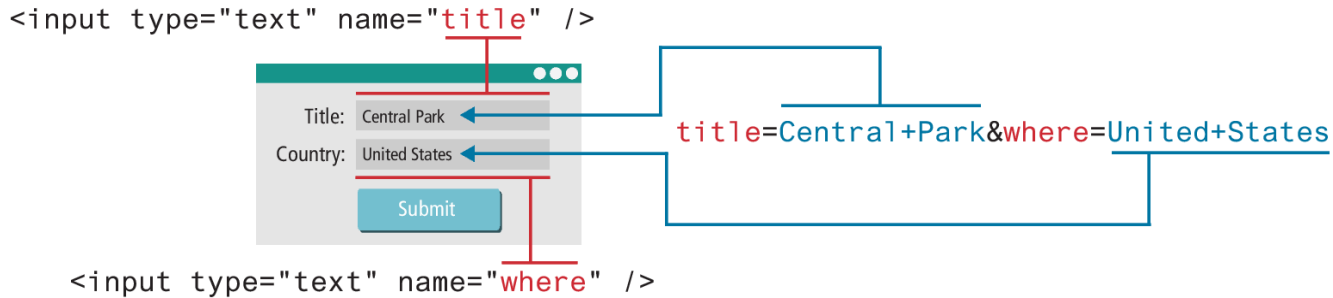 <input type="text" name="title" />
Title: Central Park
title=Central+Park&where=United+States
Country: United States
Submit
<input type="text" name="where" />